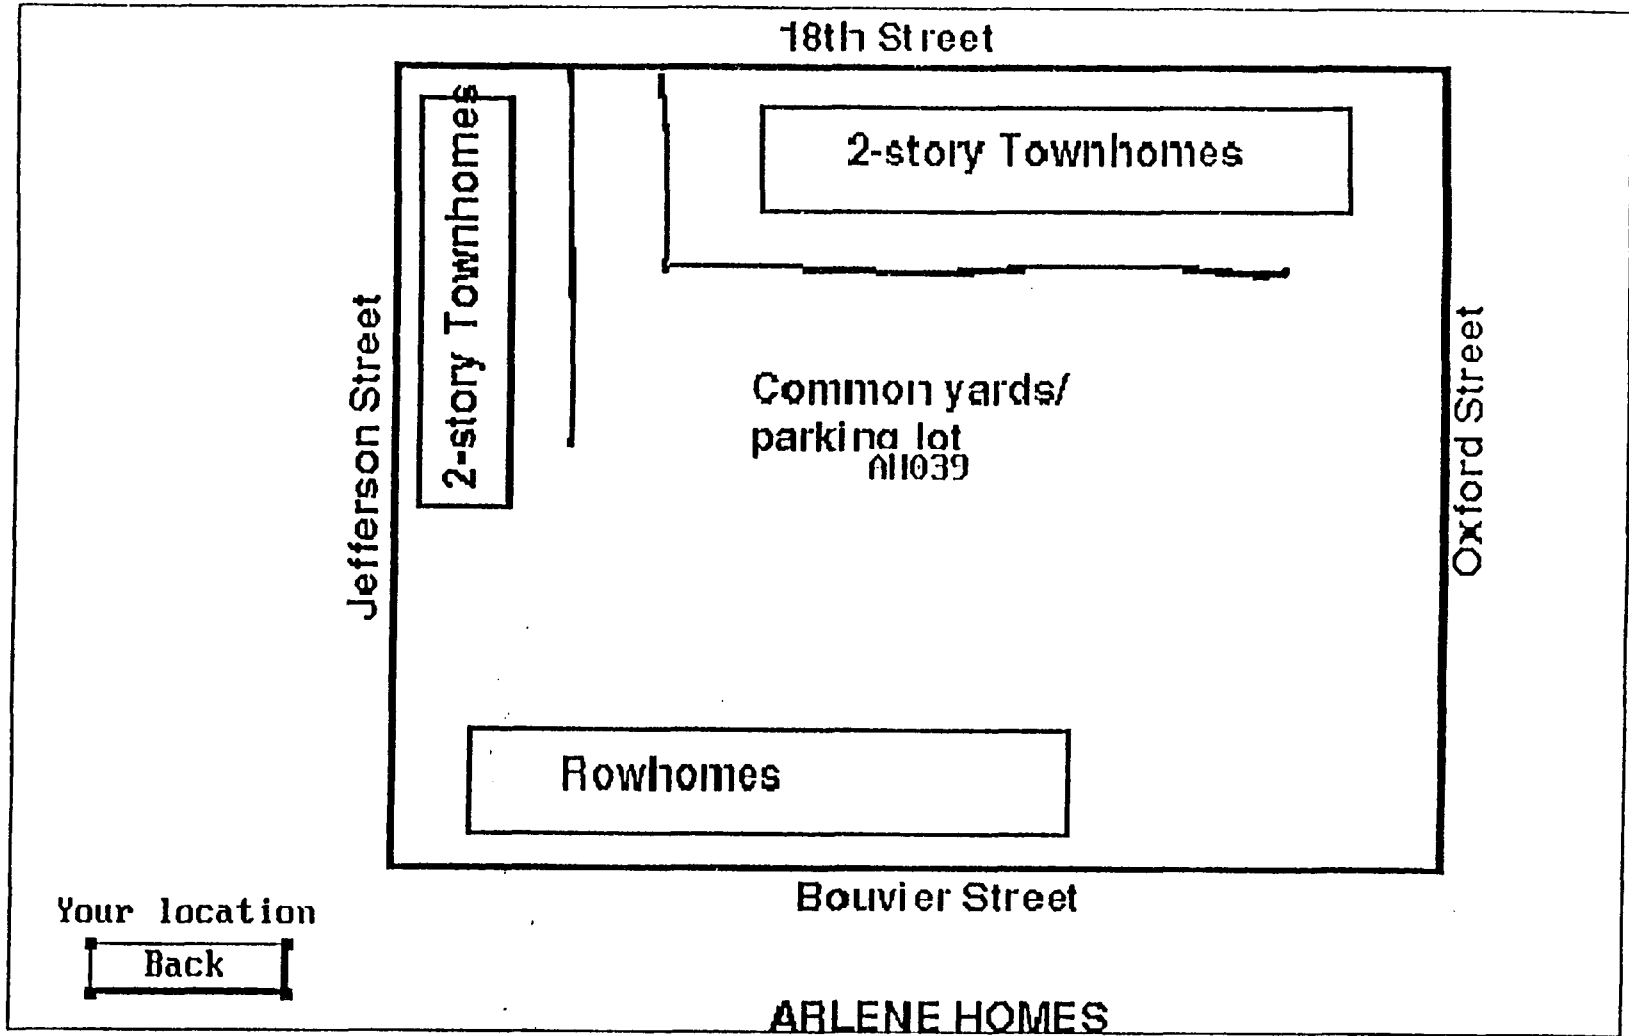 18th Street
2-story Townhomes
2-story Townhomes
Jefferson Street
Common yards/
parking lot
AH039
Oxford Street
Rowhomes
Bouvier Street
Your location
Back
ARLENE HOMES